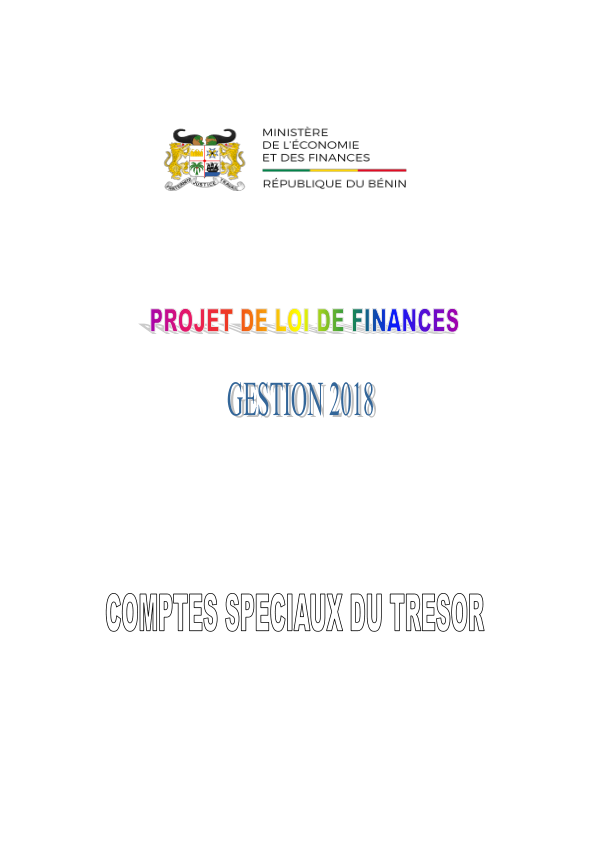 MINISTÈRE
DE L'ÉCONOMIE
ET DES FINANCES
RÉPUBLIQUE DU BÉNIN
FRATERNITE JUSTICE TRAVAIL
PROJET DE LOI DE FINANCES
GESTION 2018
COMPTES SPECIAUX DU TRESOR